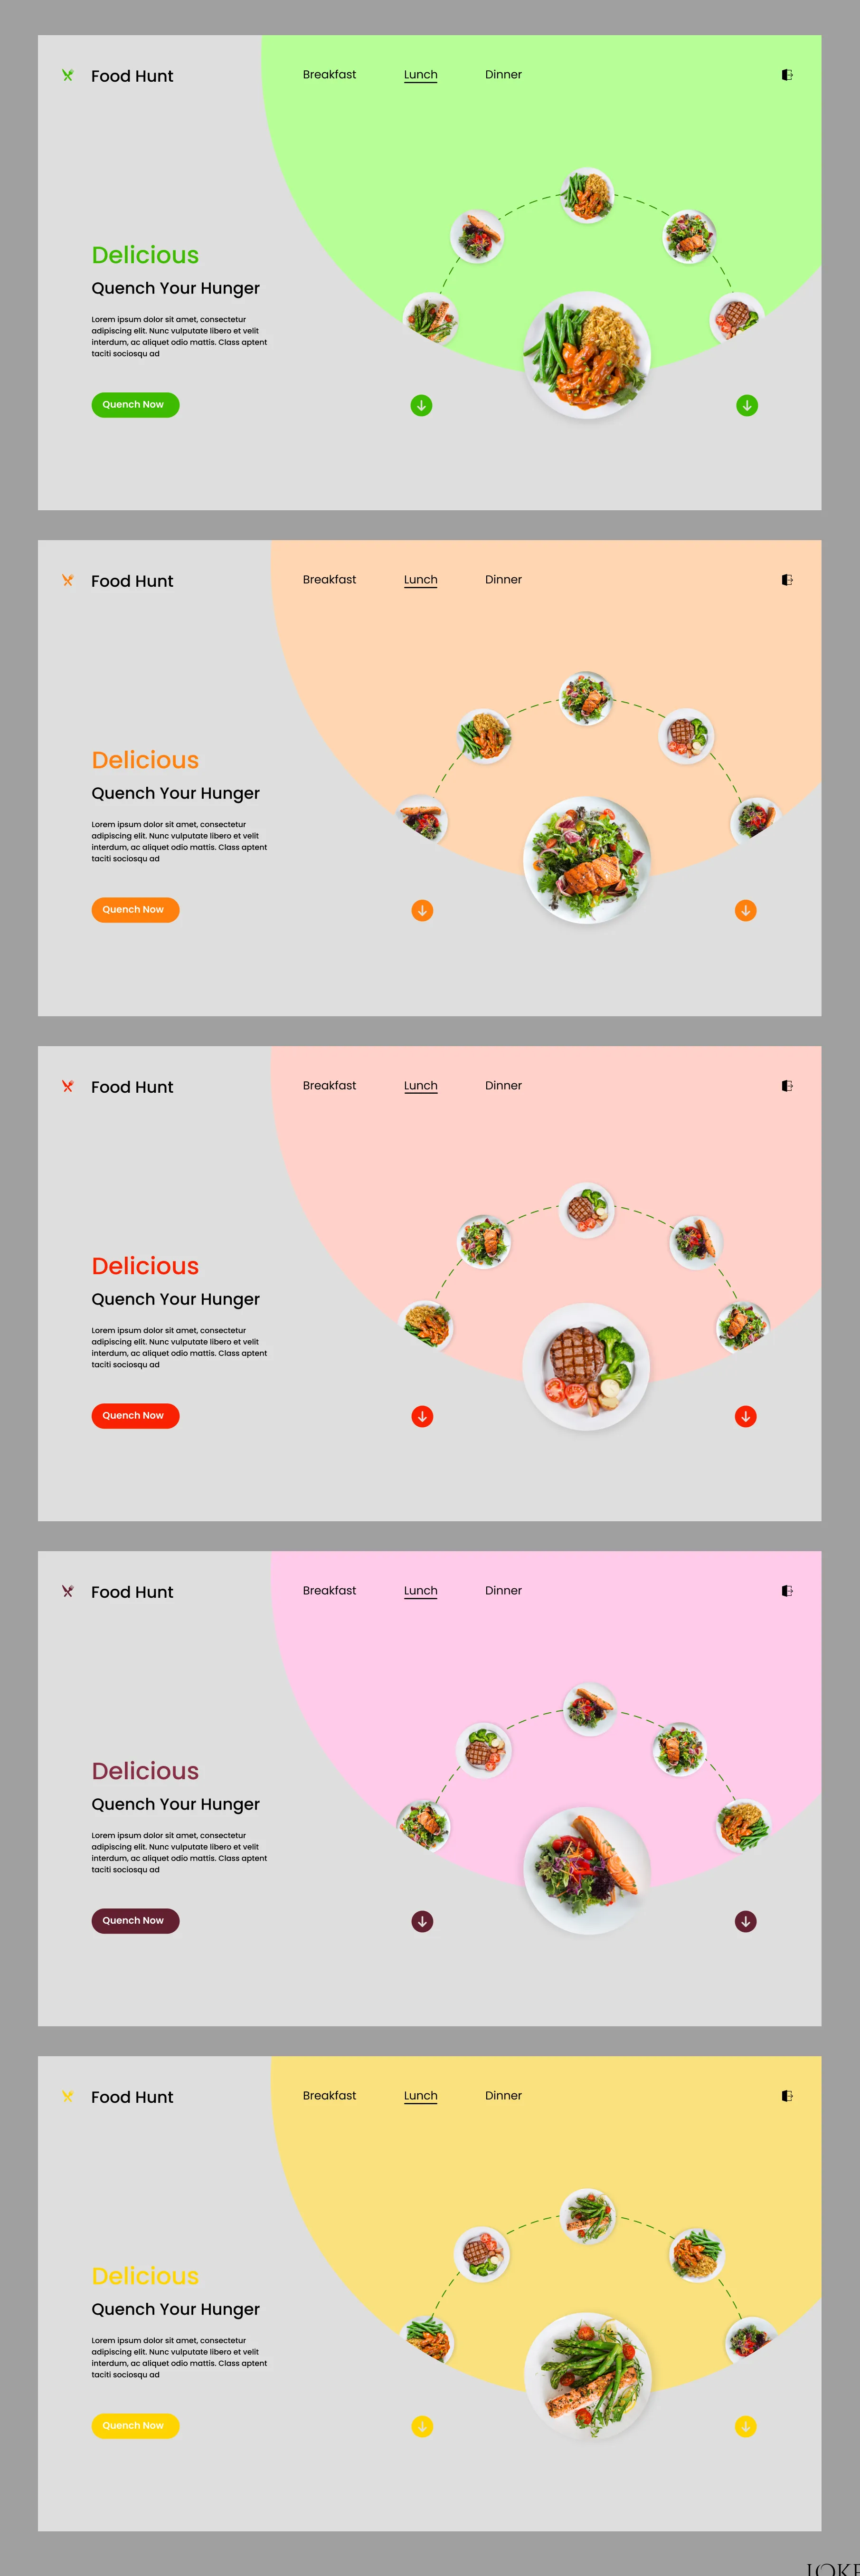 Food Hunt
Breakfast Lunch Dinner
Delicious
Quench Your Hunger
Lorem ipsum dolor sit amet, consectetur
adipiscing elit. Nunc vulputate libero et velit
interdum, ac aliquet odio mattis. Class aptent
taciti sociosqu ad
Quench Now
Food Hunt
Breakfast Lunch Dinner
Delicious
Quench Your Hunger
Lorem ipsum dolor sit amet, consectetur
adipiscing elit. Nunc vulputate libero et velit
interdum, ac aliquet odio mattis. Class aptent
taciti sociosqu ad
Quench Now
Food Hunt
Breakfast Lunch Dinner
Delicious
Quench Your Hunger
Lorem ipsum dolor sit amet, consectetur
adipiscing elit. Nunc vulputate libero et velit
interdum, ac aliquet odio mattis. Class aptent
taciti sociosqu ad
Quench Now
Food Hunt
Breakfast Lunch Dinner
Delicious
Quench Your Hunger
Lorem ipsum dolor sit amet, consectetur
adipiscing elit. Nunc vulputate libero et velit
interdum, ac aliquet odio mattis. Class aptent
taciti sociosqu ad
Quench Now
Food Hunt
Breakfast Lunch Dinner
Delicious
Quench Your Hunger
Lorem ipsum dolor sit amet, consectetur
adipiscing elit. Nunc vulputate libero et velit
interdum, ac aliquet odio mattis. Class aptent
taciti sociosqu ad
Quench Now